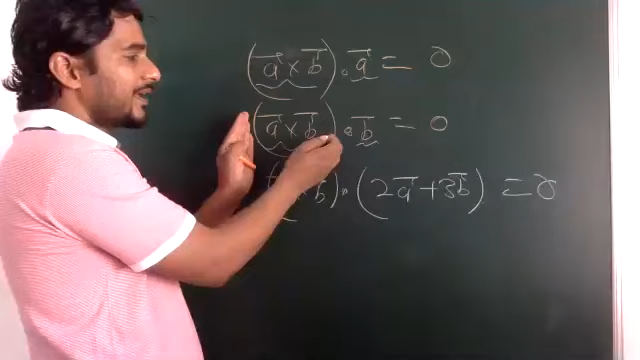 (a⃗ × b⃗) . a⃗ = 0
(a⃗ × b⃗) . b⃗ = 0
× b) . (2a⃗ + 3b⃗) = 0